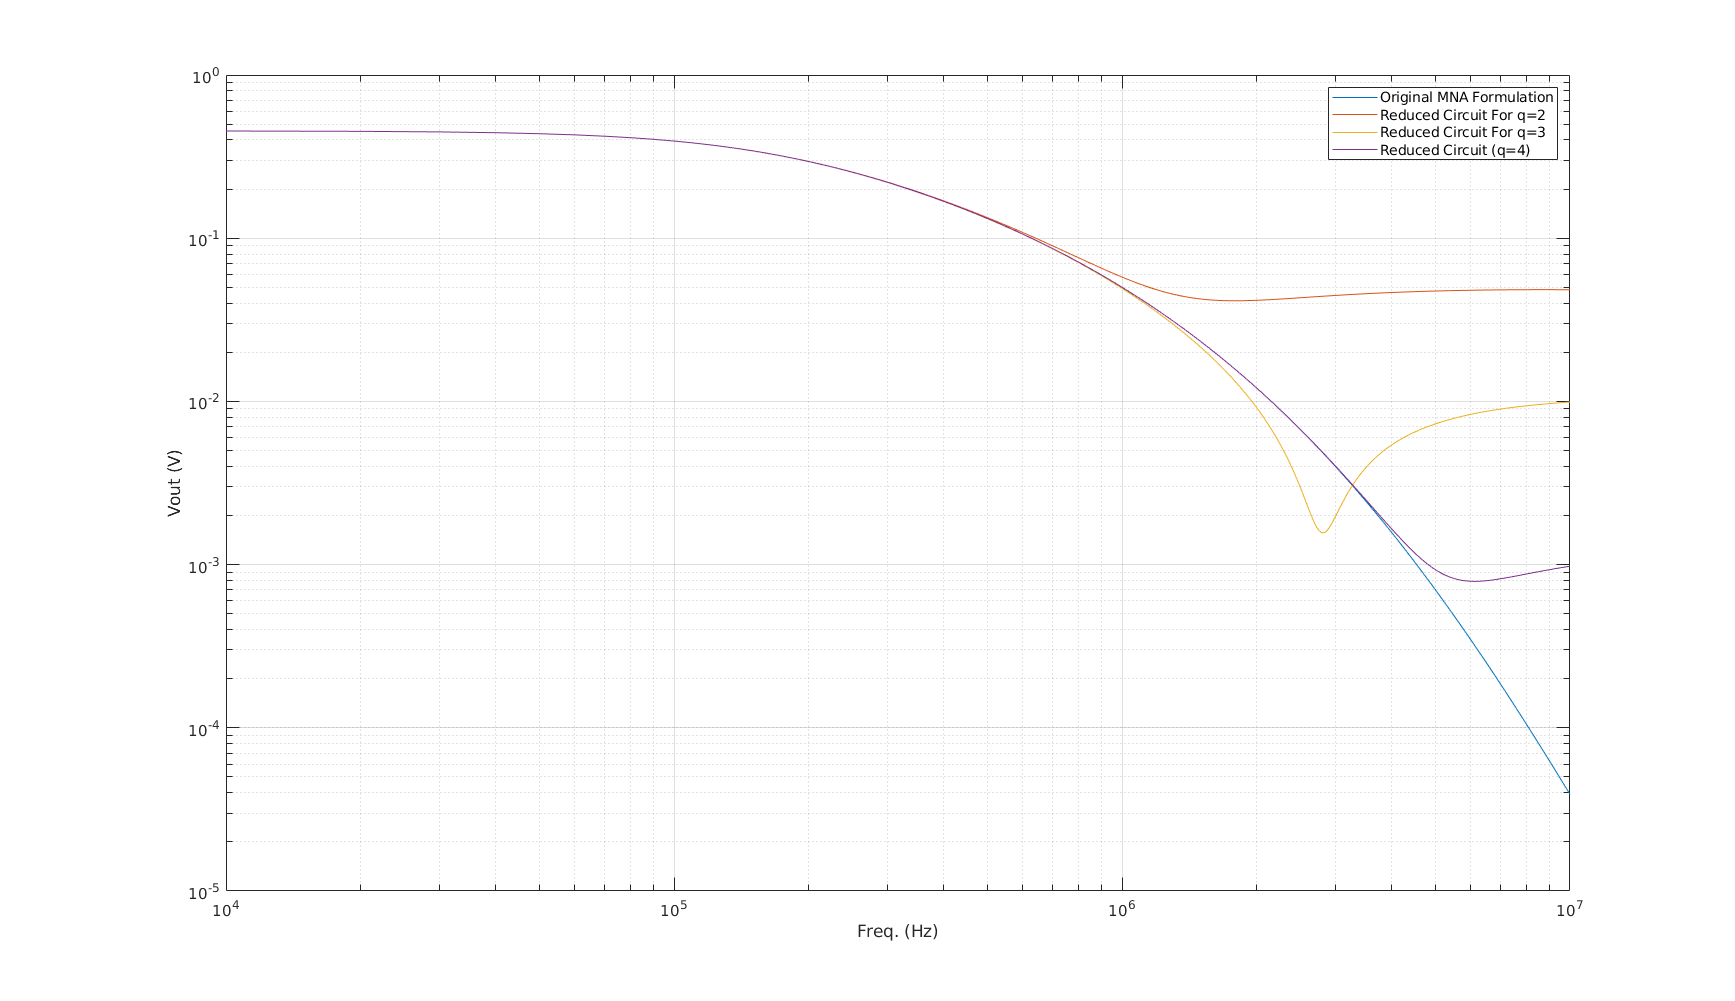 10^0
10^-1
10^-2
10^-3
10^-4
10^-5
Vout (V)
Original MNA Formulation
Reduced Circuit For q=2
Reduced Circuit For q=3
Reduced Circuit (q=4)
10^4 10^5 10^6 10^7
Freq. (Hz)